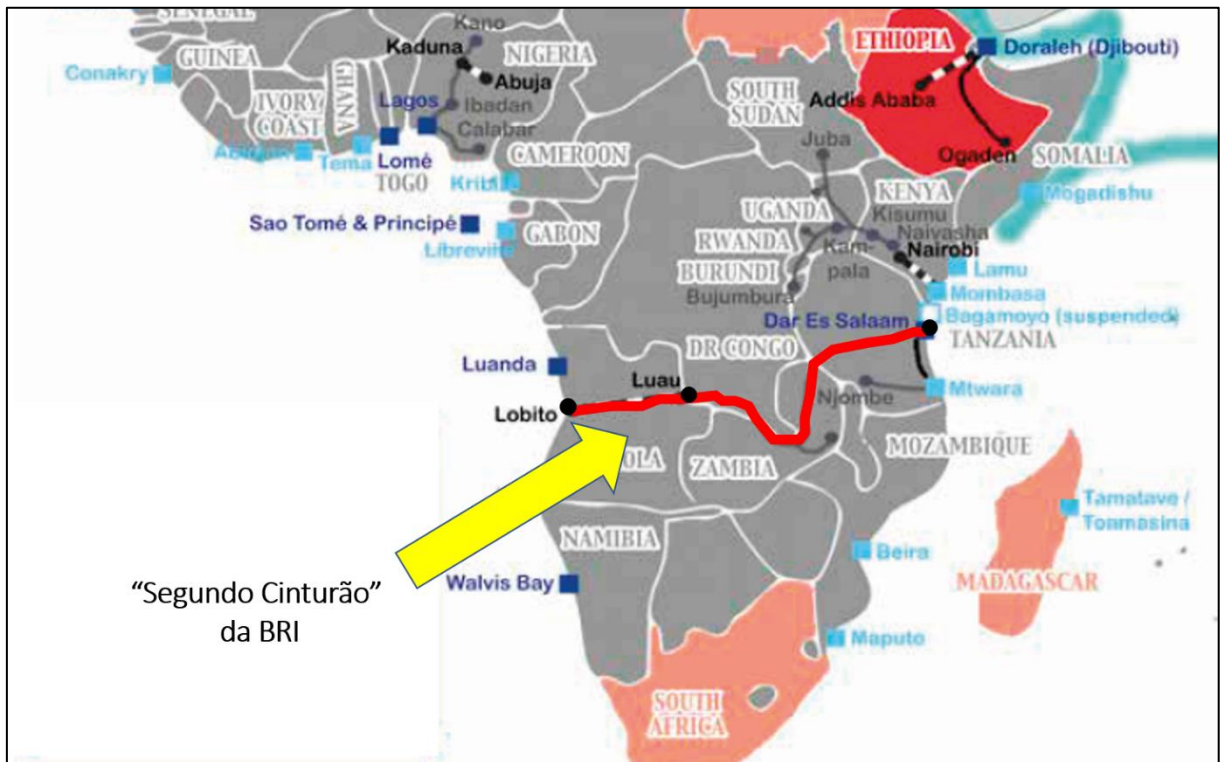 SENEGAL
GUINEA
Conakry
IVORY
COAST
GHANA
Tema
Lomé
TOGO
Kano
Kaduna
Abuja
NIGERIA
Lagos
Ibadan
Calabar
CAMEROON
Kribi
Sao Tomé & Principé
Libreville
GABON
SOUTH
SUDAN
Juba
ETHIOPIA
Doraleh (Djibouti)
Addis Ababa
Ogaden
SOMALIA
Mogadishu
KENYA
UGANDA
Kisumu
Naivasha
Nairobi
RWANDA
Kam-
pala
BURUNDI
Bujumbura
Lamu
Mombasa
Bagamoyo (suspended)
Dar Es Salaam
TANZANIA
DR CONGO
Mtwara
Njombe
Luanda
Luau
Lobito
OLA
ZAMBIA
MOZAMBIQUE
NAMIBIA
Walvis Bay
Beira
Tamatave /
Toamasina
MADAGASCAR
Maputo
SOUTH
AFRICA
“Segundo Cinturão”
da BRI